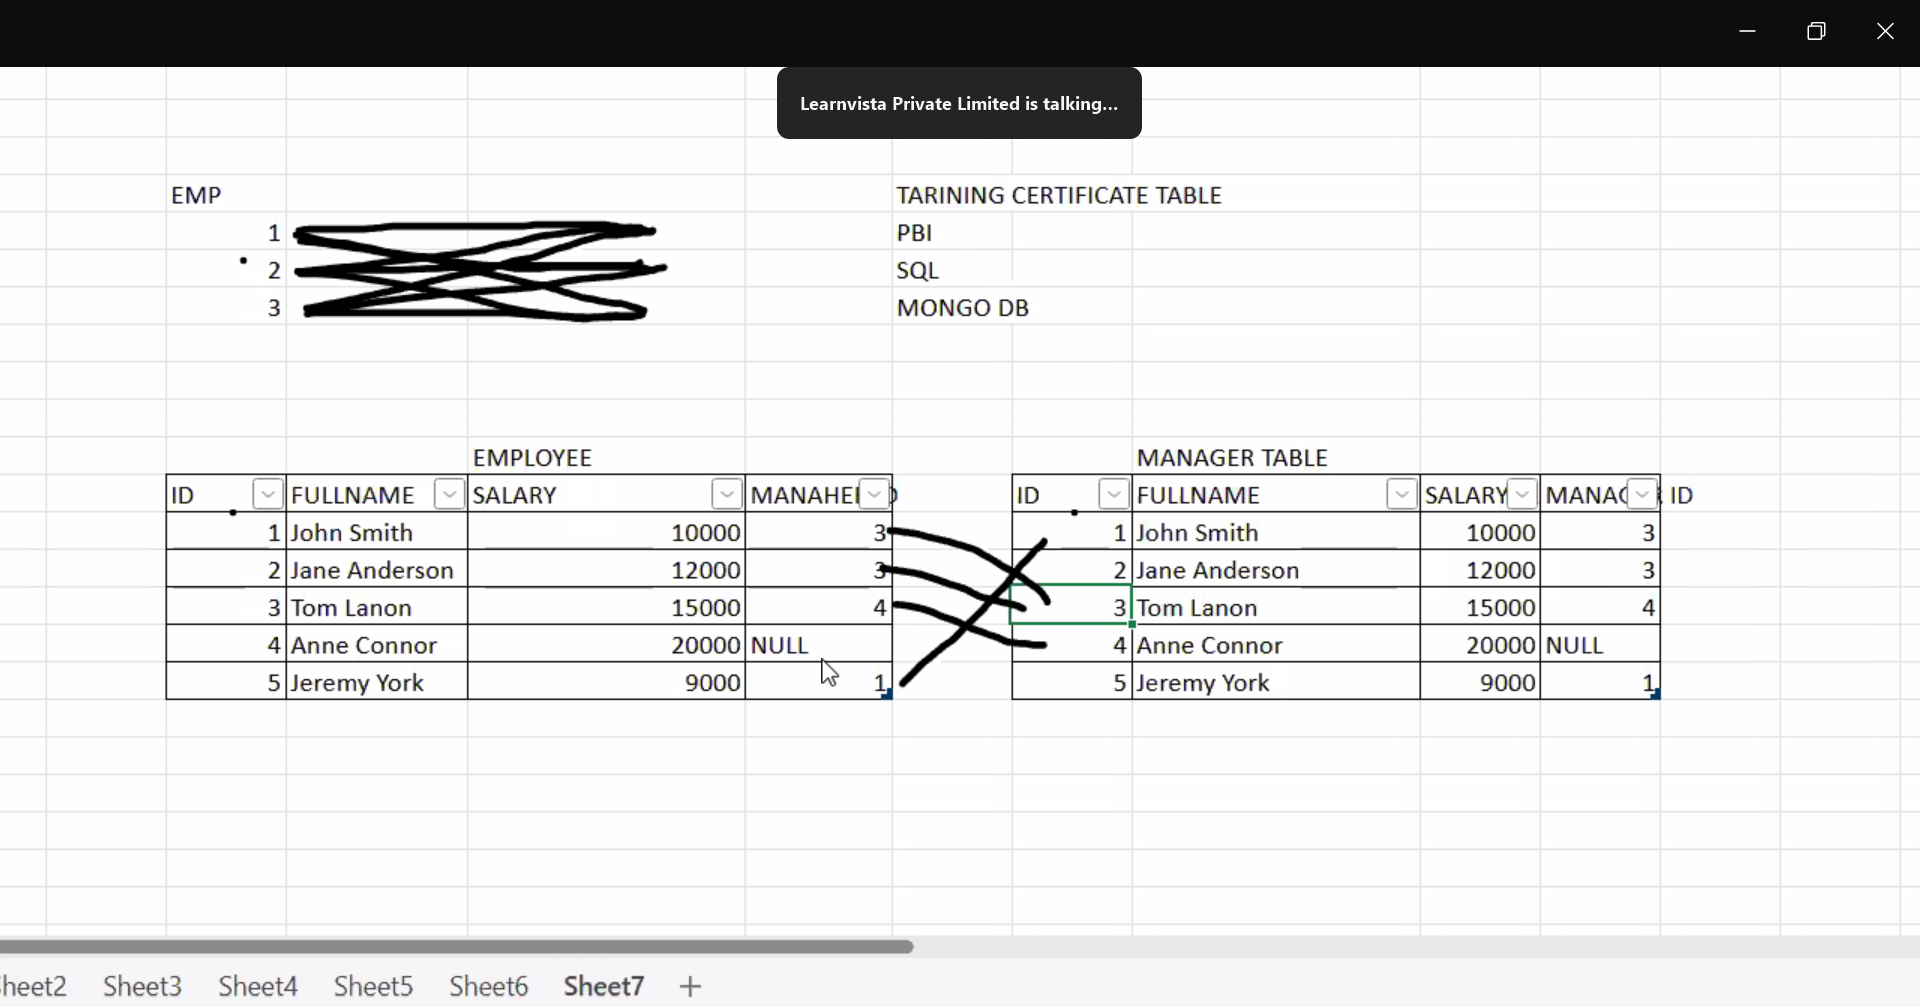 Learnvista Private Limited is talking...
EMP TARINING CERTIFICATE TABLE
1 PBI
2 SQL
3 MONGO DB
EMPLOYEE MANAGER TABLE
ID FULLNAME SALARY ID FULLNAME SALARY ID
1 John Smith 10000 3 1 John Smith 10000 3
2 Jane Anderson 12000 3 2 Jane Anderson 12000 3
3 Tom Lanon 15000 4 3 Tom Lanon 15000 4
4 Anne Connor 20000 NULL 4 Anne Connor 20000 NULL
5 Jeremy York 9000 1 5 Jeremy York 9000 1
Sheet3 Sheet4 Sheet5 Sheet6 Sheet7